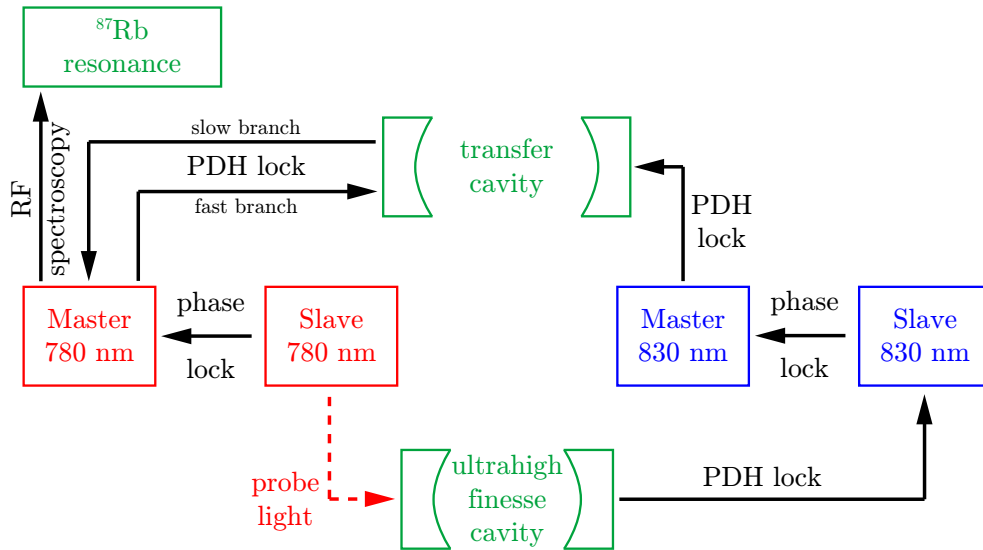 ⁸⁷Rb
resonance
RF
spectroscopy
slow branch
PDH lock
fast branch
transfer
cavity
PDH
lock
Master
780 nm
phase
lock
Slave
780 nm
Master
830 nm
phase
lock
Slave
830 nm
probe
light
ultrahigh
finesse
cavity
PDH lock